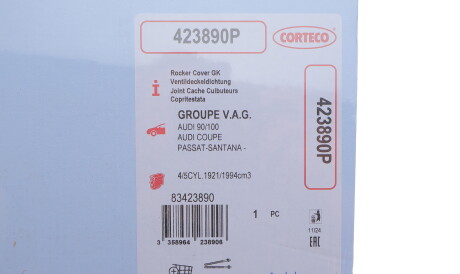 423890P
CORTECO
Rocker Cover GK
Ventildeckeldichtung
Joint Cache Culbuteurs
Copritestata
GROUPE V.A.G.
AUDI 90/100
AUDI COUPE
PASSAT-SANTANA -
4/5CYL.1921/1994cm3
83423890
1 PC
3 358964 238906
11/24
EAC
423890P